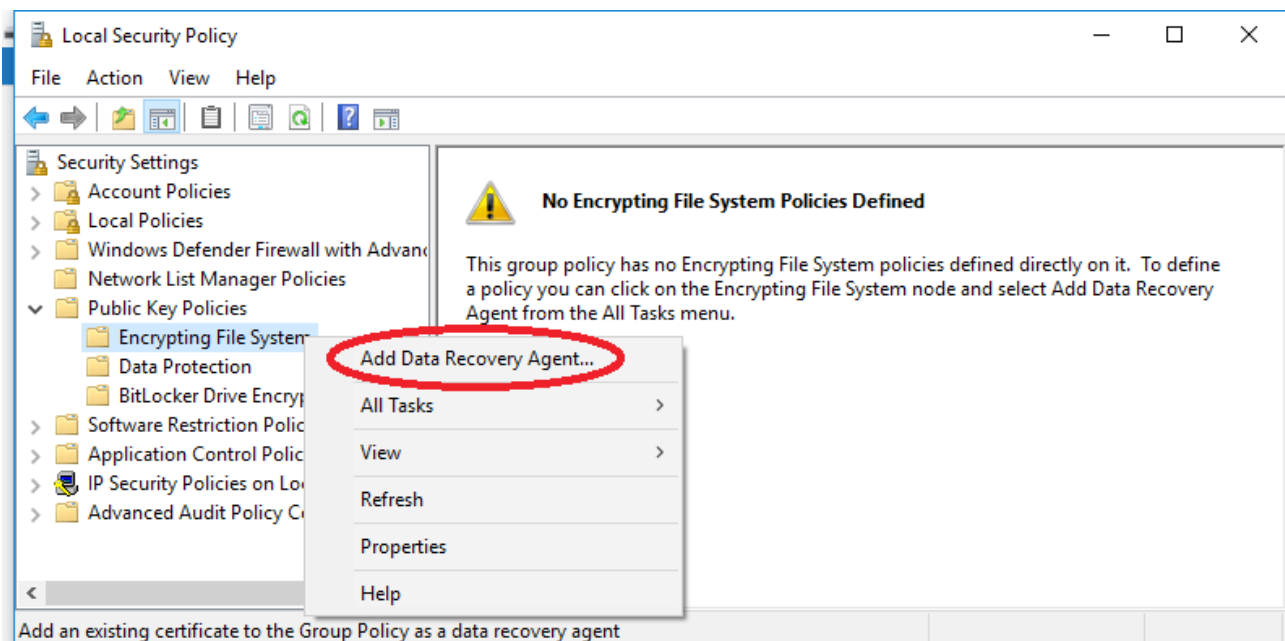 Local Security Policy
File Action View Help
Security Settings
Account Policies
Local Policies
Windows Defender Firewall with Advanc
Network List Manager Policies
Public Key Policies
Encrypting File System
Data Protection
BitLocker Drive Encryp
Software Restriction Polic
Application Control Polic
IP Security Policies on Lo
Advanced Audit Policy C
No Encrypting File System Policies Defined
This group policy has no Encrypting File System policies defined directly on it. To define
a policy you can click on the Encrypting File System node and select Add Data Recovery
Agent from the All Tasks menu.
Add Data Recovery Agent...
All Tasks
View
Refresh
Properties
Help
Add an existing certificate to the Group Policy as a data recovery agent